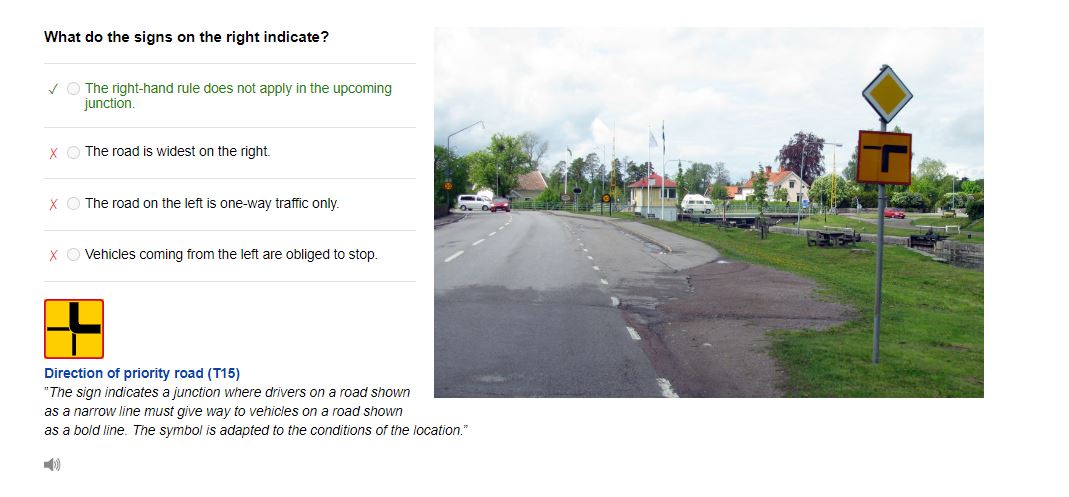 What do the signs on the right indicate?
The right-hand rule does not apply in the upcoming
junction.
The road is widest on the right.
The road on the left is one-way traffic only.
Vehicles coming from the left are obliged to stop.
Direction of priority road (T15)
"The sign indicates a junction where drivers on a road shown
as a narrow line must give way to vehicles on a road shown
as a bold line. The symbol is adapted to the conditions of the location."